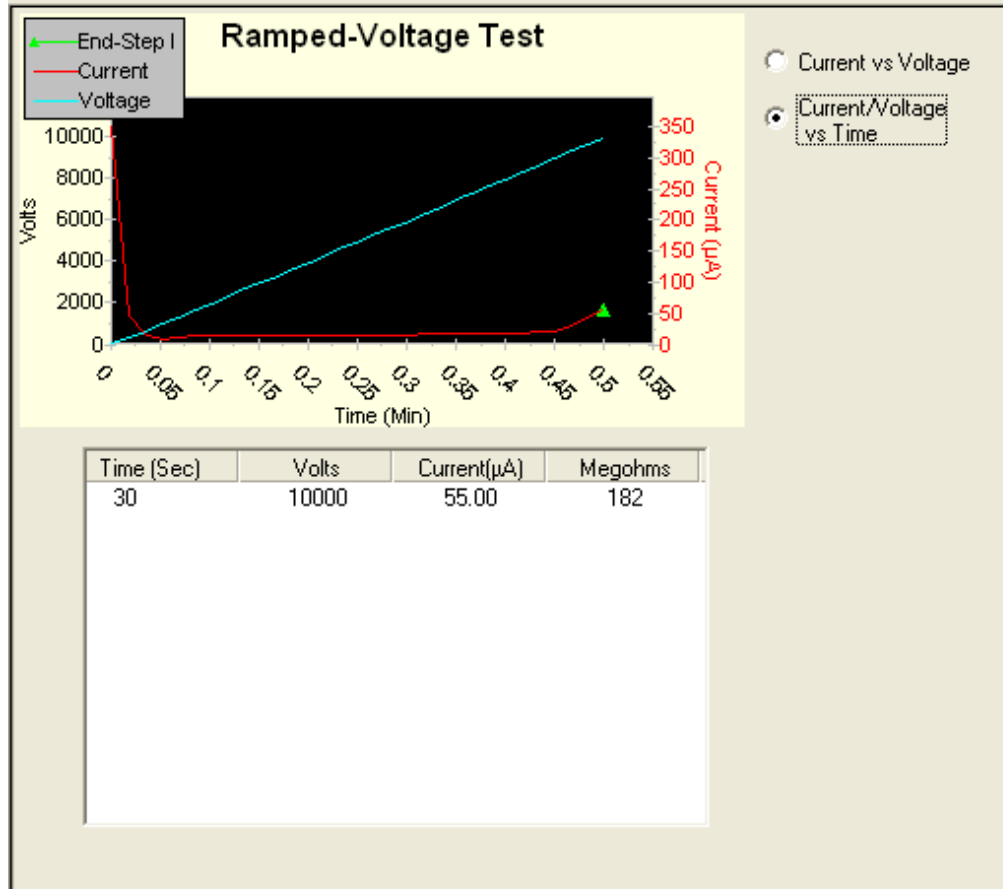 Ramped-Voltage Test
End-Step I
Current
Voltage
Current vs Voltage
Current/Voltage
vs Time
10000
8000
6000
4000
2000
0
Volts
350
300
250
200
150
100
50
0
Current (µA)
0 0.05 0.1 0.15 0.2 0.25 0.3 0.35 0.4 0.45 0.5 0.55
Time (Min)
Time (Sec) Volts Current(µA) Megohms
30 10000 55.00 182